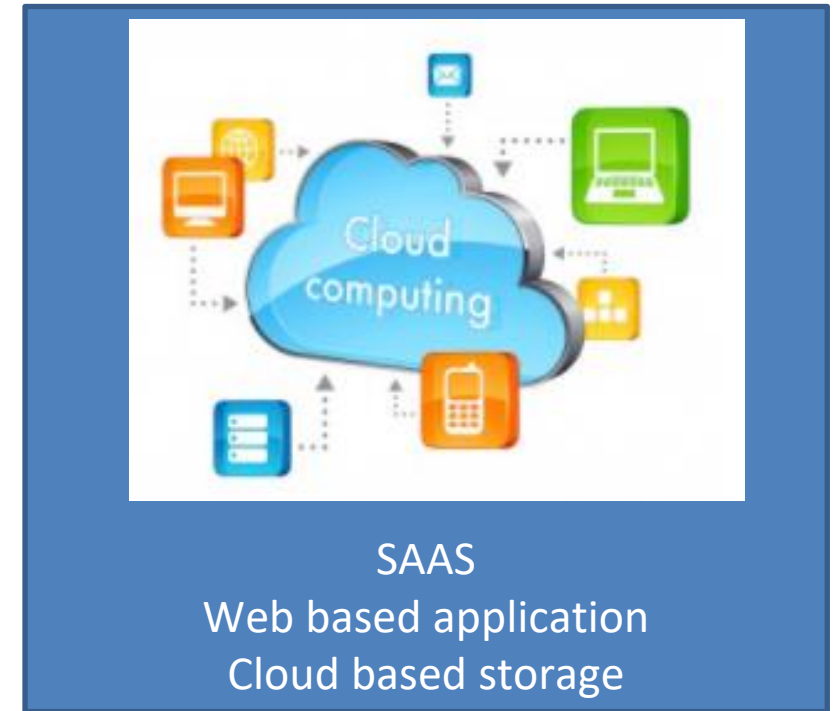 Cloud
computing
SAAS
Web based application
Cloud based storage